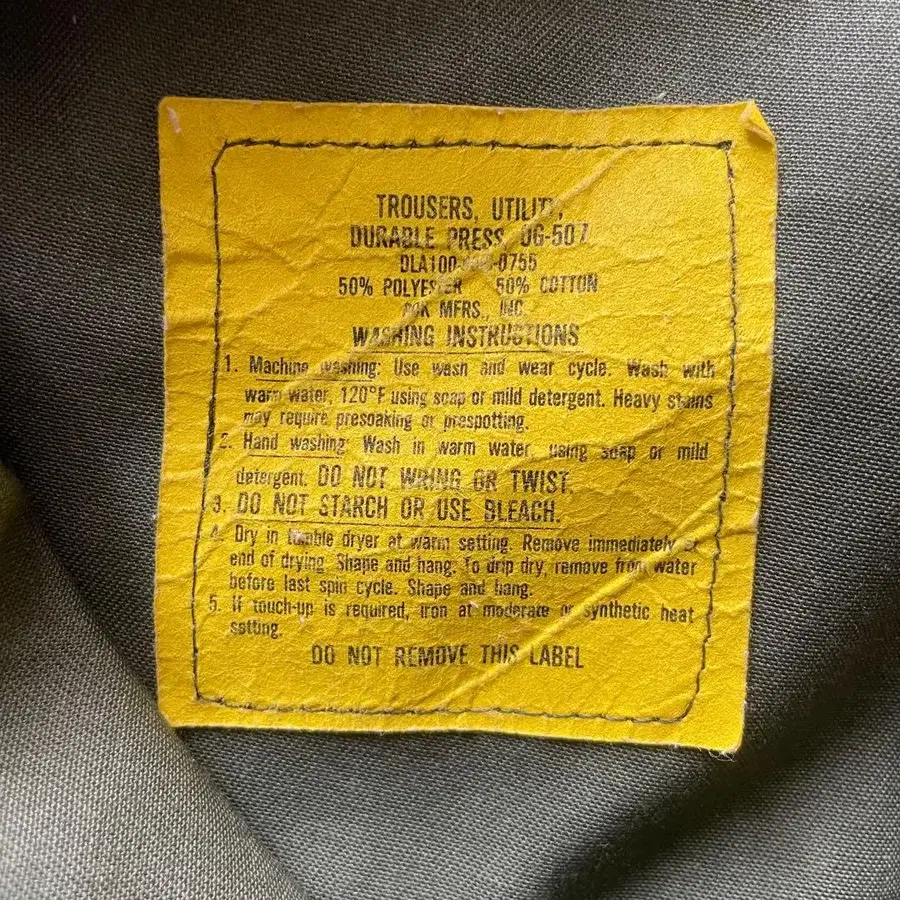 TROUSERS, UTILITY,
DURABLE PRESS, OG-507
50% POLYESTER 50% COTTON
MFRS., INC.
WASHING INSTRUCTIONS
1. Machine washing: Use wash and wear cycle. Wash with
warm water, 120°F using soap or mild detergent. Heavy stains
may require presoaking or prespotting.
2. Hand washing: Wash in warm water, using soap or mild
detergent. DO NOT WRING OR TWIST.
3. DO NOT STARCH OR USE BLEACH.
4. Dry in tumble dryer at warm setting. Remove immediately
end of drying. Shape and hang. To drip dry, remove from water
before last spin cycle. Shape and hang.
5. If touch-up is required, iron at moderate or synthetic heat
setting.
DO NOT REMOVE THIS LABEL